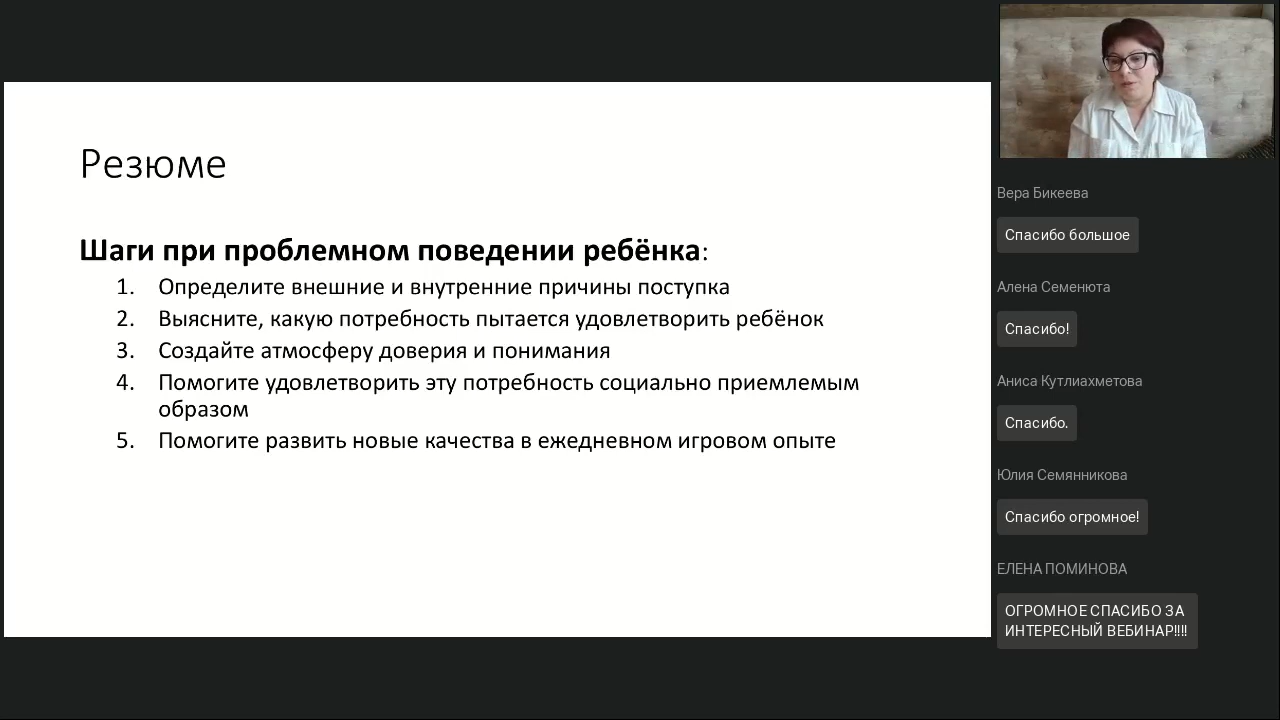 Резюме
Шаги при проблемном поведении ребёнка:
1. Определите внешние и внутренние причины поступка
2. Выясните, какую потребность пытается удовлетворить ребёнок
3. Создайте атмосферу доверия и понимания
4. Помогите удовлетворить эту потребность социально приемлемым
образом
5. Помогите развить новые качества в ежедневном игровом опыте
Вера Бикеева
Спасибо большое
Алена Семенюта
Спасибо!
Аниса Кутлиахметова
Спасибо.
Юлия Семянникова
Спасибо огромное!
ЕЛЕНА ПОМИНОВА
ОГРОМНОЕ СПАСИБО ЗА
ИНТЕРЕСНЫЙ ВЕБИНАР!!!!